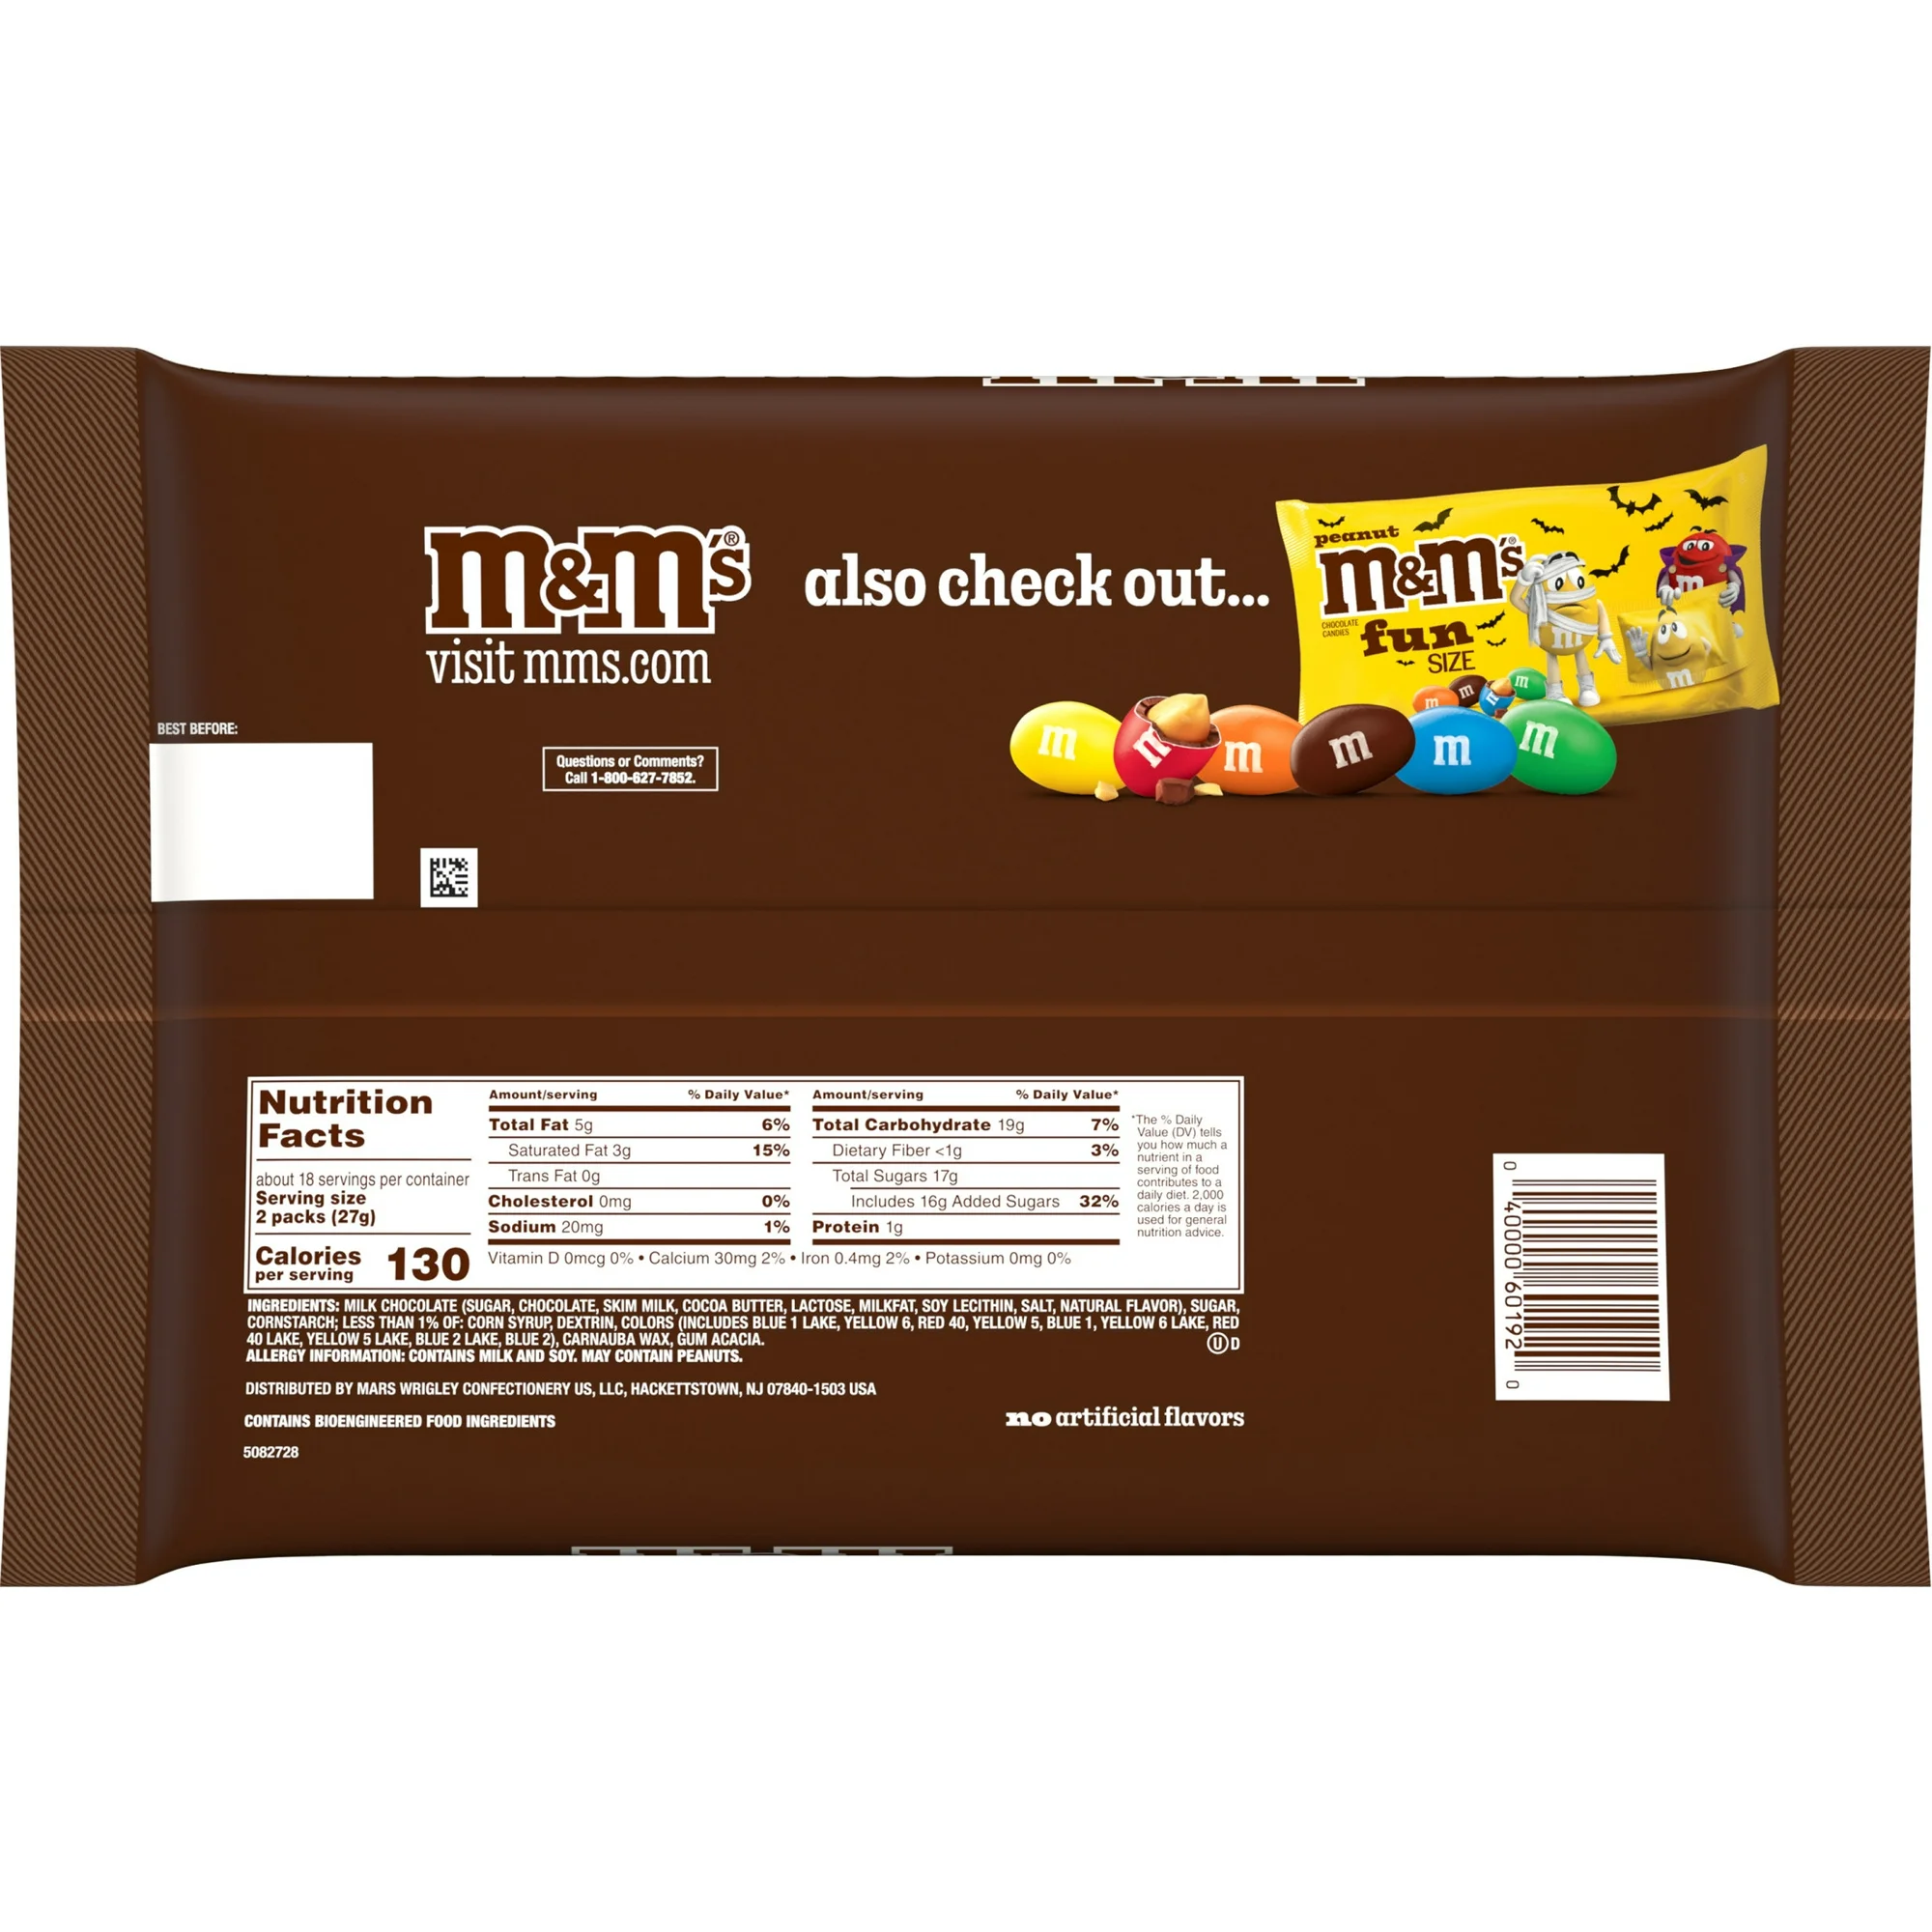 m&m's®
visit mms.com
also check out...
peanut
m&m's®
CHOCOLATE
CANDIES
fun
SIZE
m
m
m
m
m
m
m
m
m
m
m
m
m
BEST BEFORE:
Questions or Comments?
Call 1-800-627-7852.
Nutrition
Facts
about 18 servings per container
Serving size
2 packs (27g)
Calories
per serving
130
Amount/serving % Daily Value*
Total Fat 5g 6%
Saturated Fat 3g 15%
Trans Fat 0g
Cholesterol 0mg 0%
Sodium 20mg 1%
Amount/serving % Daily Value*
Total Carbohydrate 19g 7%
Dietary Fiber <1g 3%
Total Sugars 17g
Includes 16g Added Sugars 32%
Protein 1g
Vitamin D 0mcg 0% • Calcium 30mg 2% • Iron 0.4mg 2% • Potassium 0mg 0%
*The % Daily
Value (DV) tells
you how much a
nutrient in a
serving of food
contributes to a
daily diet. 2,000
calories a day is
used for general
nutrition advice.
INGREDIENTS: MILK CHOCOLATE (SUGAR, CHOCOLATE, SKIM MILK, COCOA BUTTER, LACTOSE, MILKFAT, SOY LECITHIN, SALT, NATURAL FLAVOR), SUGAR,
CORNSTARCH; LESS THAN 1% OF: CORN SYRUP, DEXTRIN, COLORS (INCLUDES BLUE 1 LAKE, YELLOW 6, RED 40, YELLOW 5, BLUE 1, YELLOW 6 LAKE, RED
40 LAKE, YELLOW 5 LAKE, BLUE 2 LAKE, BLUE 2), CARNAUBA WAX, GUM ACACIA.
ALLERGY INFORMATION: CONTAINS MILK AND SOY. MAY CONTAIN PEANUTS.
Ⓤ D
DISTRIBUTED BY MARS WRIGLEY CONFECTIONERY US, LLC, HACKETTSTOWN, NJ 07840-1503 USA
CONTAINS BIOENGINEERED FOOD INGREDIENTS
no artificial flavors
5082728
0 40000 60192 0